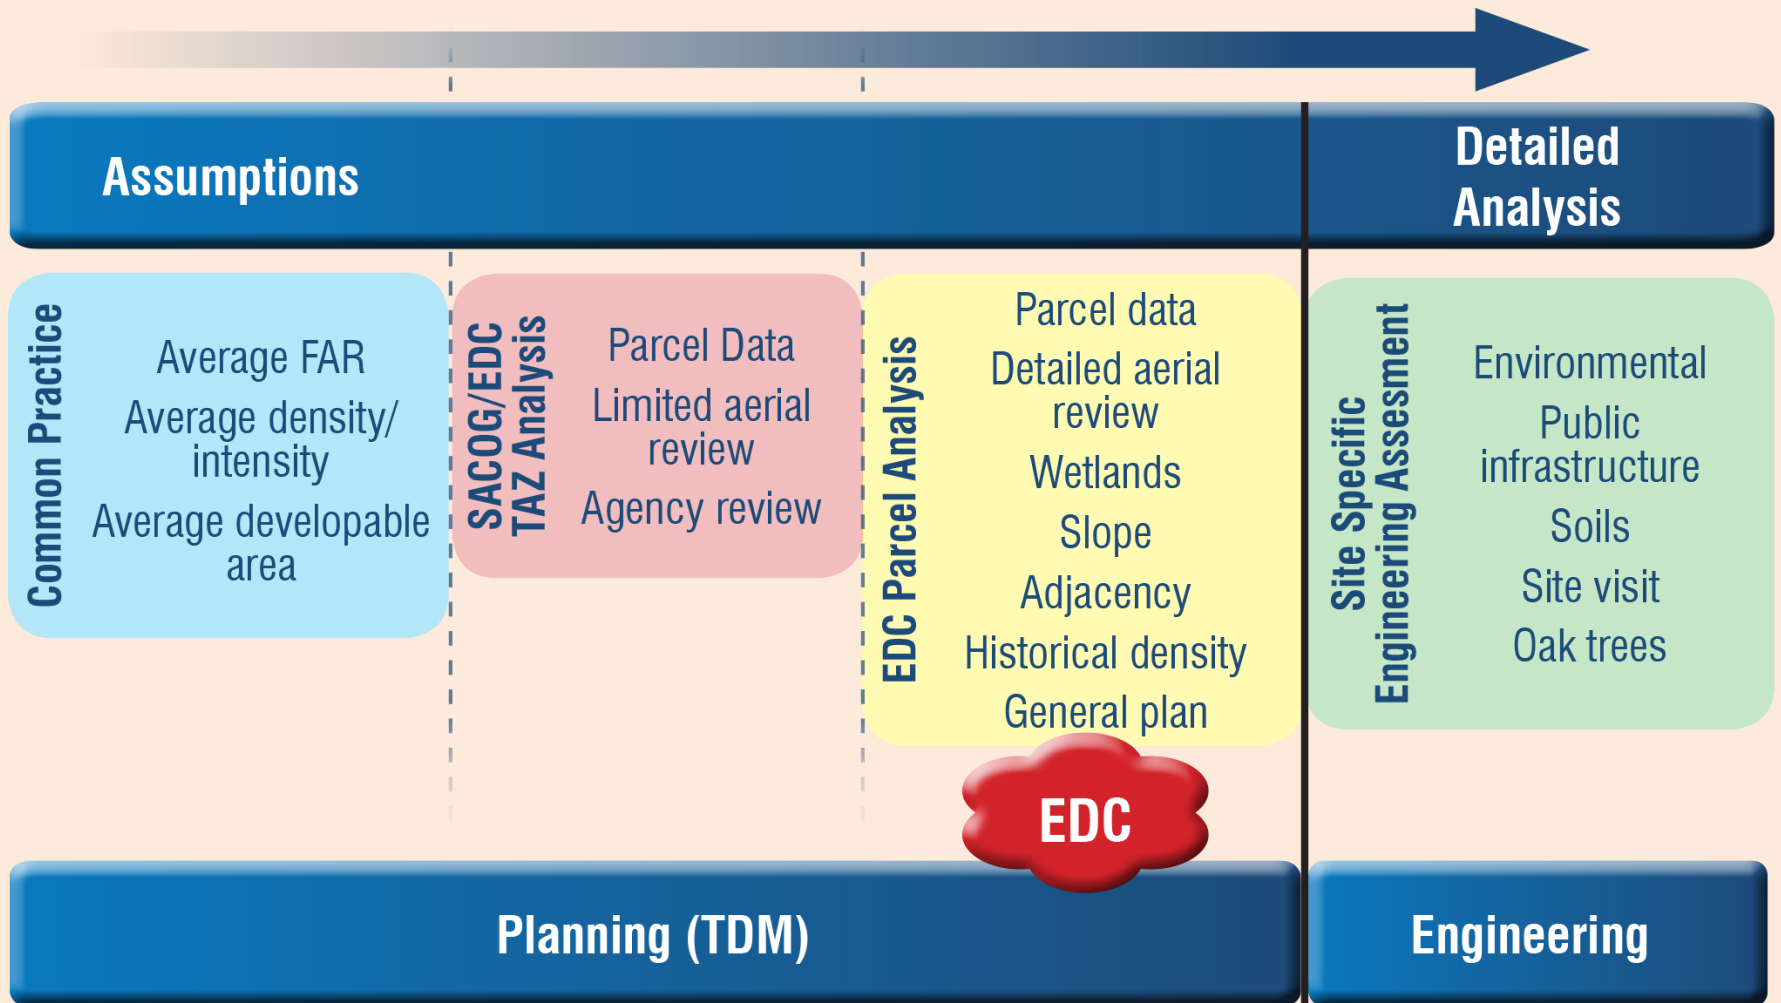 Assumptions
Detailed
Analysis
Common Practice
Average FAR
Average density/
intensity
Average developable
area
SACOG/EDC
TAZ Analysis
Parcel Data
Limited aerial
review
Agency review
EDC Parcel Analysis
Parcel data
Detailed aerial
review
Wetlands
Slope
Adjacency
Historical density
General plan
Site Specific
Engineering Assesment
Environmental
Public
infrastructure
Soils
Site visit
Oak trees
EDC
Planning (TDM)
Engineering